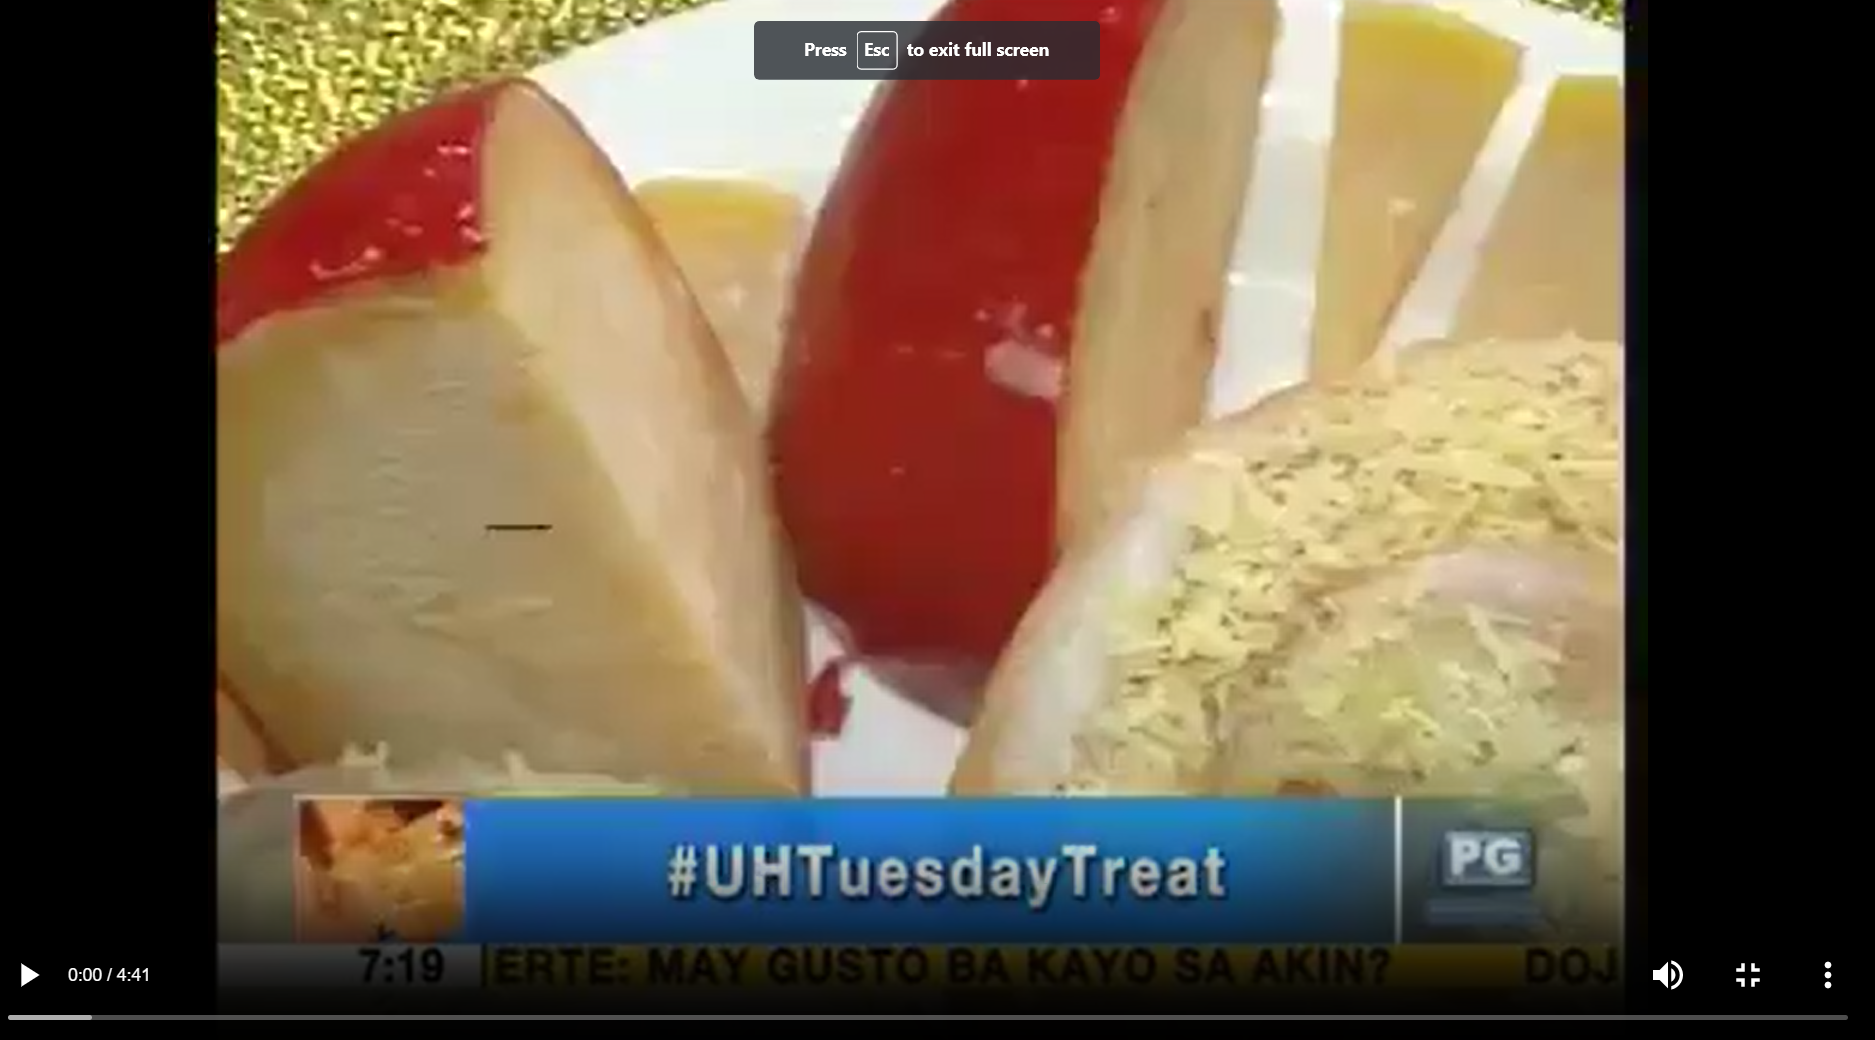 Press Esc to exit full screen
#UHTuesdayTreat
PG
7:19 ERTE: MAY GUSTO BA KAYO SA AKIN? DOJ
0:00 / 4:41